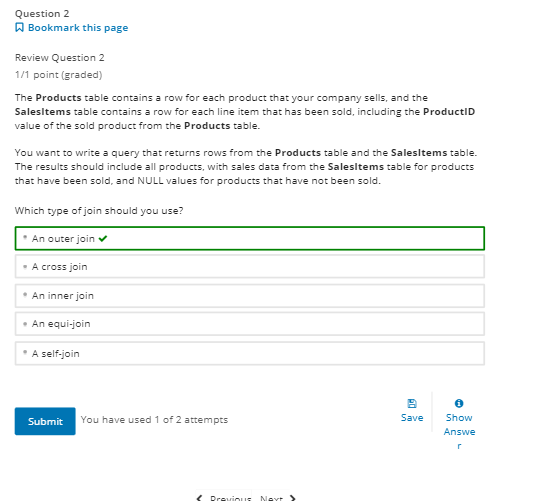 Question 2
Bookmark this page
Review Question 2
1/1 point (graded)
The Products table contains a row for each product that your company sells, and the
SalesItems table contains a row for each line item that has been sold, including the ProductID
value of the sold product from the Products table.
You want to write a query that returns rows from the Products table and the SalesItems table.
The results should include all products, with sales data from the SalesItems table for products
that have been sold, and NULL values for products that have not been sold.
Which type of join should you use?
An outer join
A cross join
An inner join
An equi-join
A self-join
Submit
You have used 1 of 2 attempts
Save
Show
Answe
r
Previous Next